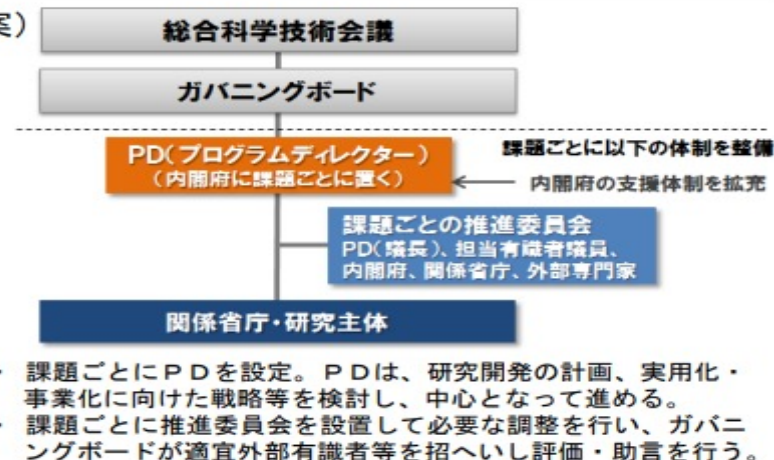 案)
総合科学技術会議
ガバニングボード
課題ごとに以下の体制を整備
PD(プログラムディレクター)
(内閣府に課題ごとに置く)
内閣府の支援体制を拡充
課題ごとの推進委員会
PD(議長)、担当有識者議員、
内閣府、関係省庁、外部専門家
関係省庁・研究主体
課題ごとにPDを設定。PDは、研究開発の計画、実用化・
事業化に向けた戦略等を検討し、中心となって進める。
課題ごとに推進委員会を設置して必要な調整を行い、ガバニ
ングボードが適宜外部有識者等を招へいし評価・助言を行う。